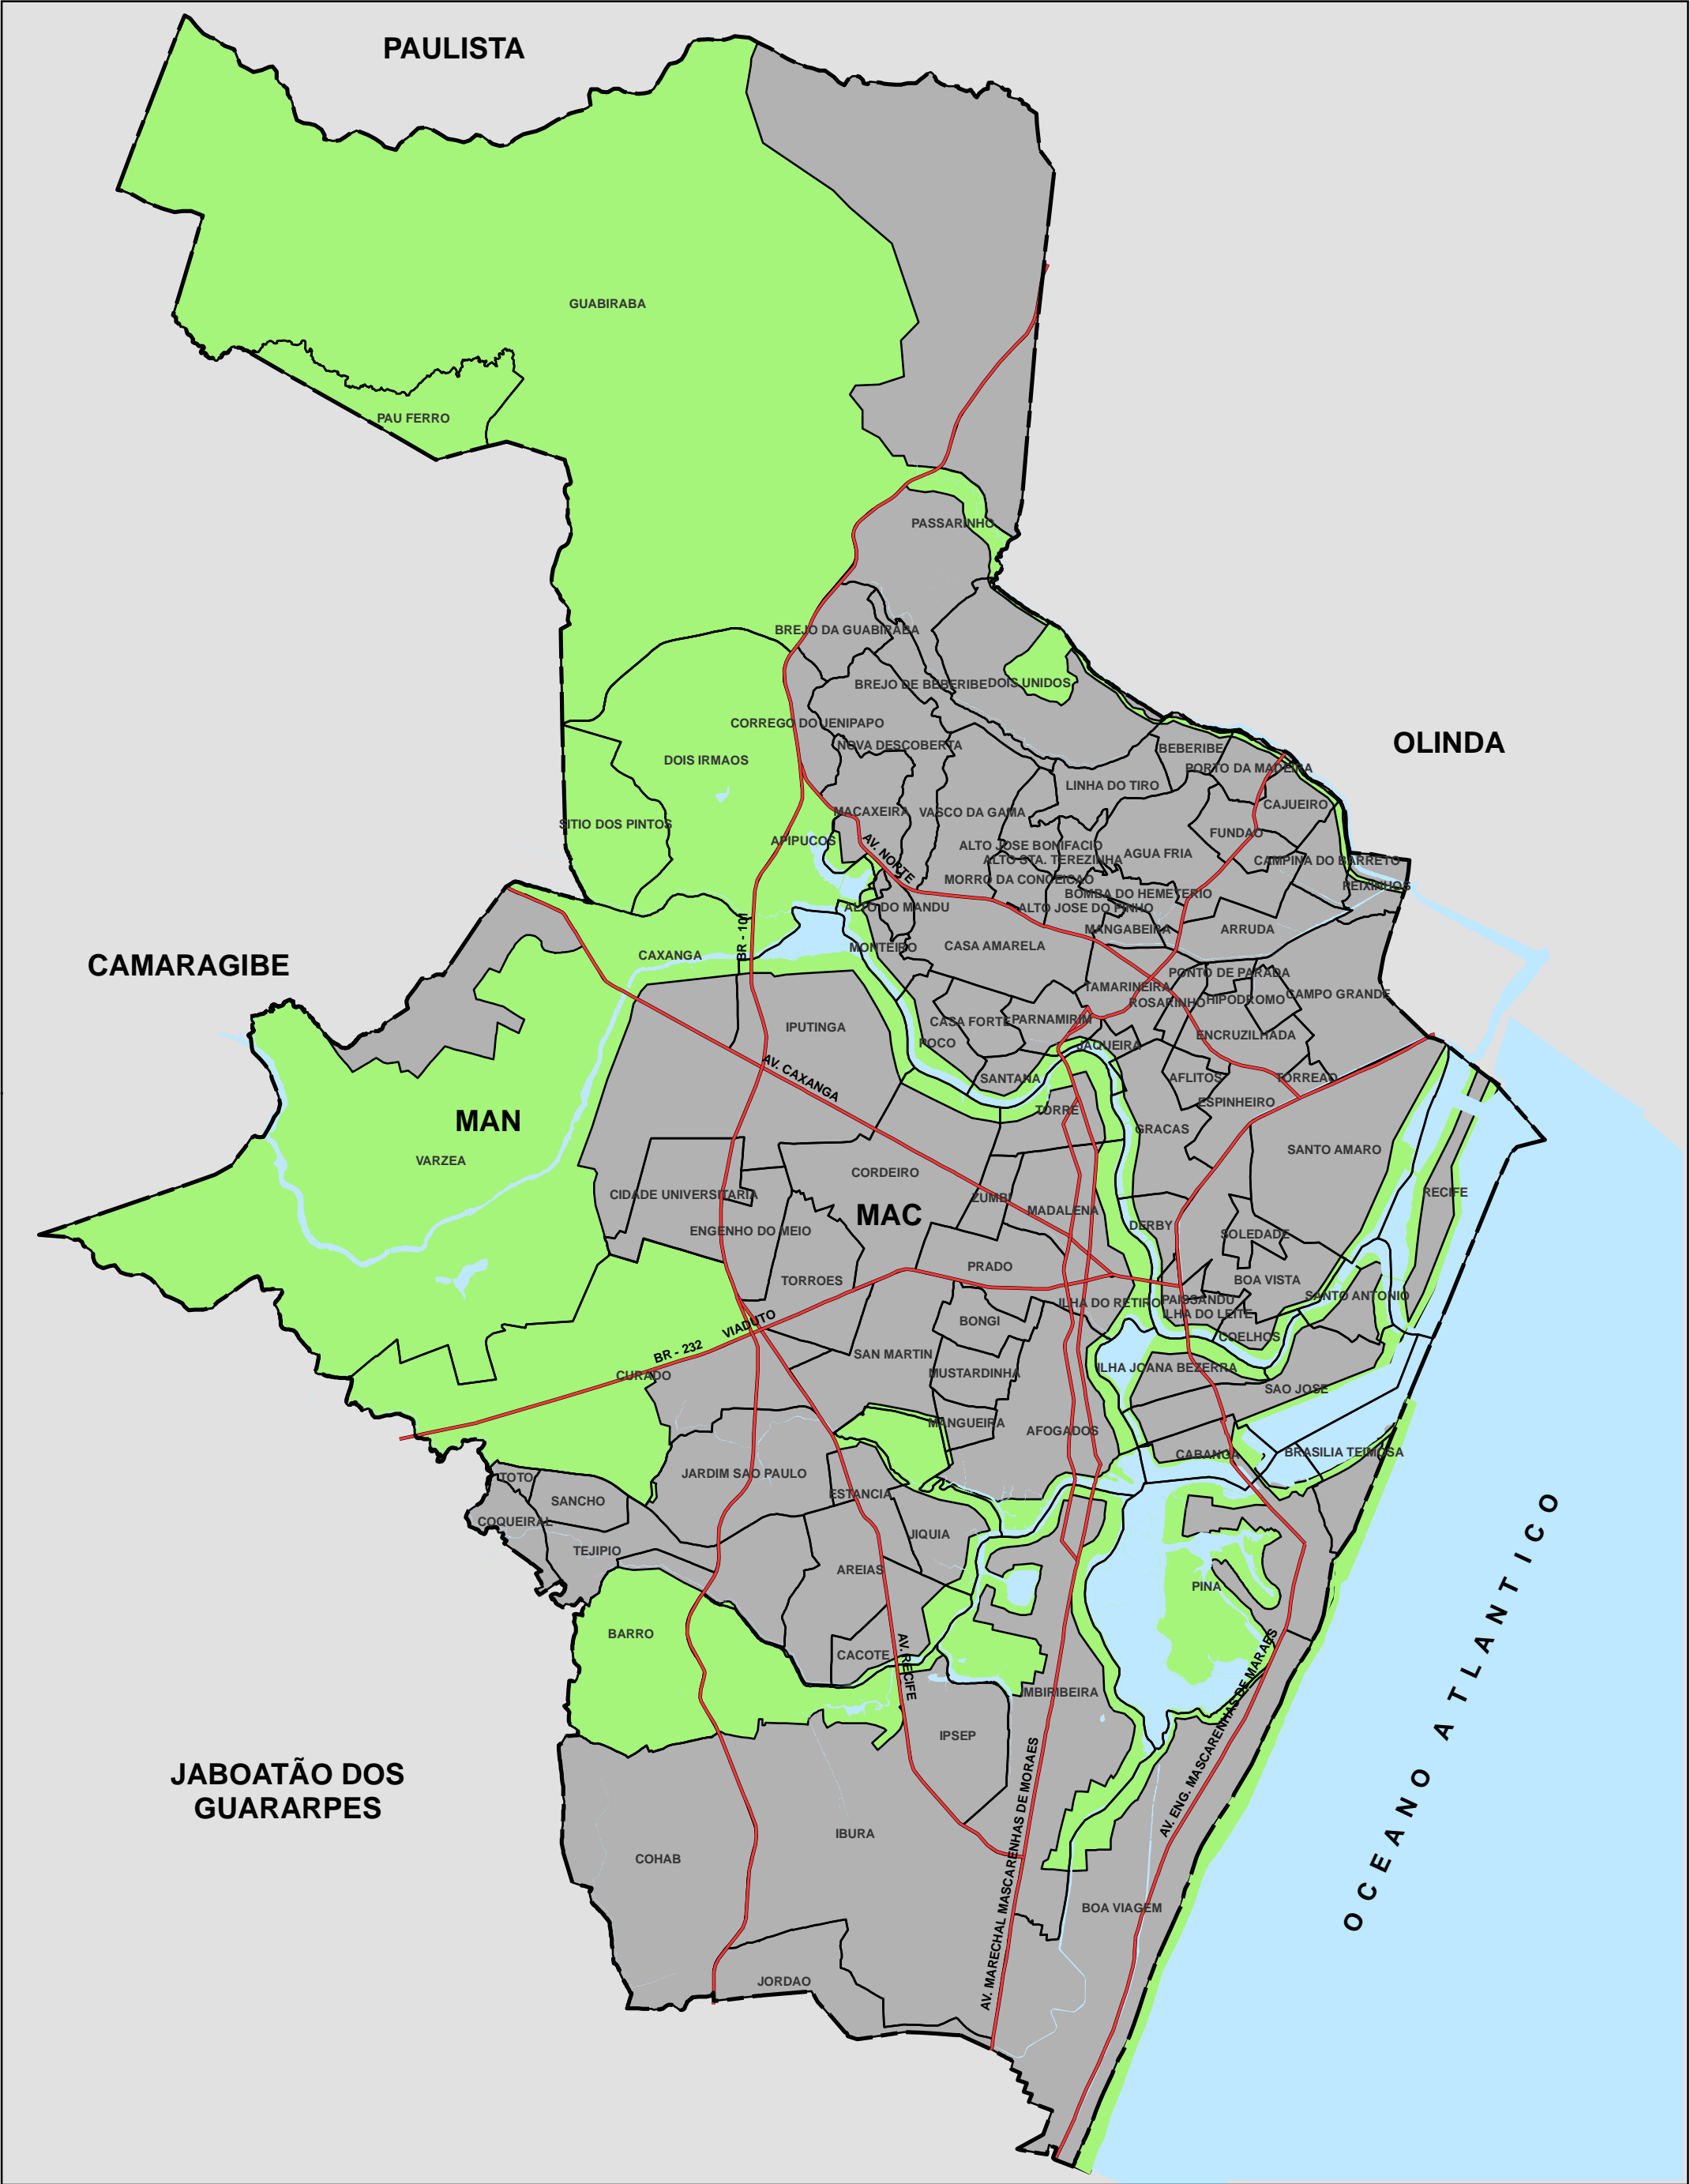 PAULISTA
GUABIRABA
PAU FERRO
PASSARINHO
BREJO DA GUABIRABA
BREJO DE BEBERIBE
DOIS UNIDOS
CORREGO DO JENIPAPO
NOVA DESCOBERTA
OLINDA
BEBERIBE
DOIS IRMAOS
PORTO DA MADEIRA
LINHA DO TIRO
CAJUEIRO
SITIO DOS PINTOS
MACAXEIRA
VASCO DA GAMA
FUNDAO
APIPUCOS
AV. NORTE
ALTO JOSE BONIFACIO
AGUA FRIA
ALTO STA. TEREZINHA
CAMPINA DO BARRETO
MORRO DA CONCEICAO
PEIXINHOS
BOMBA DO HEMETERIO
ALTO DO MANDU
ALTO JOSE DO PINHO
BR - 101
MANGABEIRA
ARRUDA
MONTEIRO
CASA AMARELA
CAXANGA
CAMARAGIBE
PONTO DE PARADA
TAMARINEIRA
CAMPO GRANDE
ROSARINHO
HIPODROMO
IPUTINGA
CASA FORTE
PARNAMIRIM
ENCRUZILHADA
POCO
JAQUEIRA
AV. CAXANGA
SANTANA
AFLITOS
TORREAO
TORRE
ESPINHEIRO
MAN
GRACAS
VARZEA
SANTO AMARO
CORDEIRO
RECIFE
CIDADE UNIVERSITARIA
ZUMBI
MADALENA
MAC
DERBY
ENGENHO DO MEIO
SOLEDADE
PRADO
TORROES
BOA VISTA
SANTO ANTONIO
ILHA DO RETIRO
PAISSANDU
ILHA DO LEITE
VIADUTO
BONGI
COELHOS
BR - 232
SAN MARTIN
CURADO
MUSTARDINHA
ILHA JOANA BEZERRA
SAO JOSE
MANGUEIRA
AFOGADOS
CABANGA
BRASILIA TEIMOSA
TOTO
JARDIM SAO PAULO
ESTANCIA
SANCHO
COQUEIRAL
JIQUIA
TEJIPIO
AREIAS
PINA
BARRO
CACOTE
AV. RECIFE
IMBIRIBEIRA
AV. ENG. MASCARENHAS DE MARAES
IPSEP
OCEANO ATLANTICO
JABOATÃO DOS
GUARARPES
AV. MARECHAL MASCARENHAS DE MORAES
IBURA
COHAB
BOA VIAGEM
JORDAO